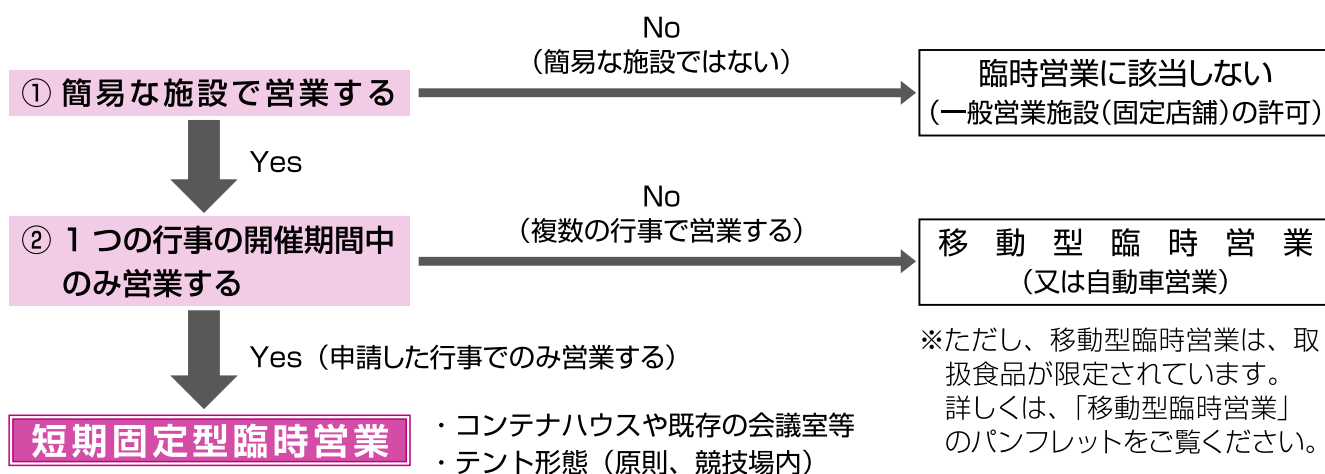 No
（簡易な施設ではない）
① 簡易な施設で営業する
臨時営業に該当しない
（一般営業施設（固定店舗）の許可）
Yes
No
（複数の行事で営業する）
② 1つの行事の開催期間中
のみ営業する
移動型臨時営業
（又は自動車営業）
Yes（申請した行事でのみ営業する）
※ただし、移動型臨時営業は、取
扱食品が限定されています。
詳しくは、「移動型臨時営業」
のパンフレットをご覧ください。
短期固定型臨時営業
・コンテナハウスや既存の会議室等
・テント形態（原則、競技場内）